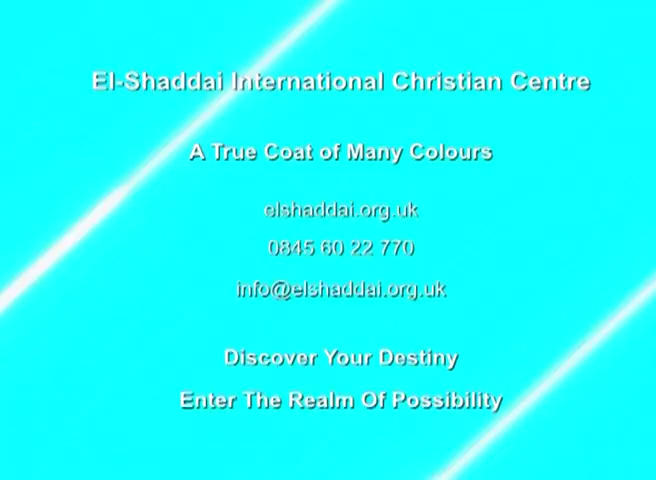 El-Shaddai International Christian Centre
A True Coat of Many Colours
elshaddai.org.uk
0845 60 22 770
info@elshaddai.org.uk
Discover Your Destiny
Enter The Realm Of Possibility